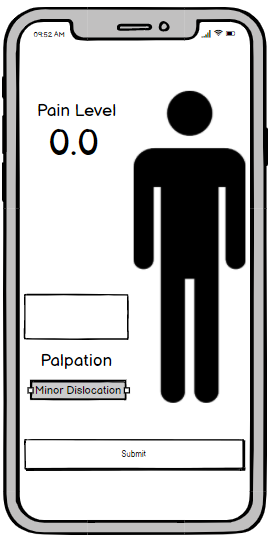 09:52 AM
Pain Level
0.0
Palpation
Minor Dislocation
Submit